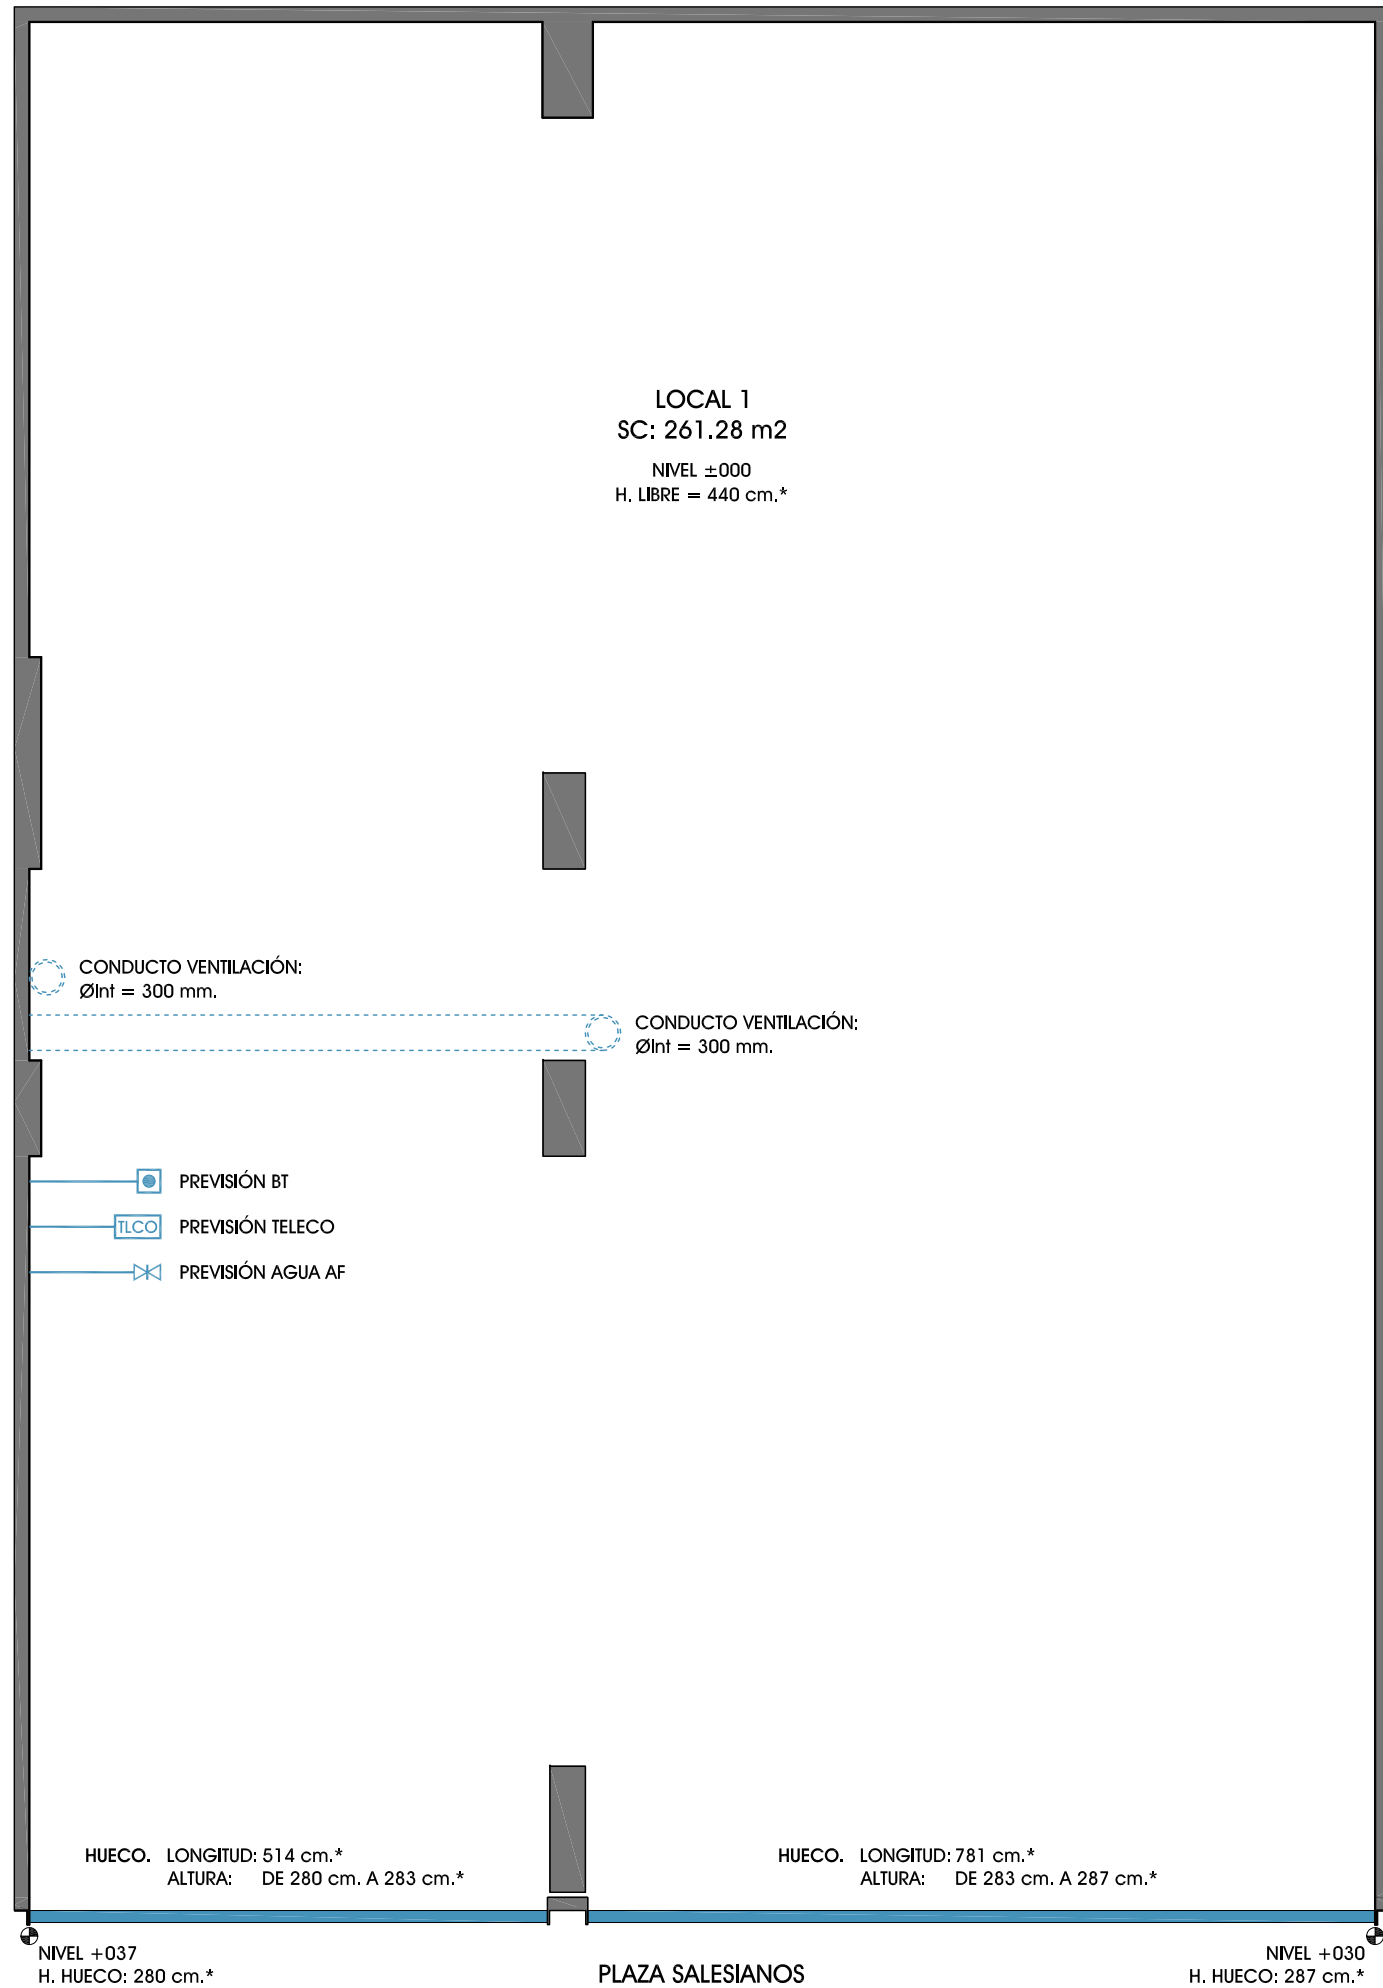 LOCAL 1
SC: 261.28 m2
NIVEL ±000
H. LIBRE = 440 cm.*
CONDUCTO VENTILACIÓN:
ØInt = 300 mm.
CONDUCTO VENTILACIÓN:
ØInt = 300 mm.
PREVISIÓN BT
TLCO PREVISIÓN TELECO
PREVISIÓN AGUA AF
HUECO. LONGITUD: 514 cm.*
ALTURA: DE 280 cm. A 283 cm.*
HUECO. LONGITUD: 781 cm.*
ALTURA: DE 283 cm. A 287 cm.*
NIVEL +037
H. HUECO: 280 cm.*
PLAZA SALESIANOS
NIVEL +030
H. HUECO: 287 cm.*